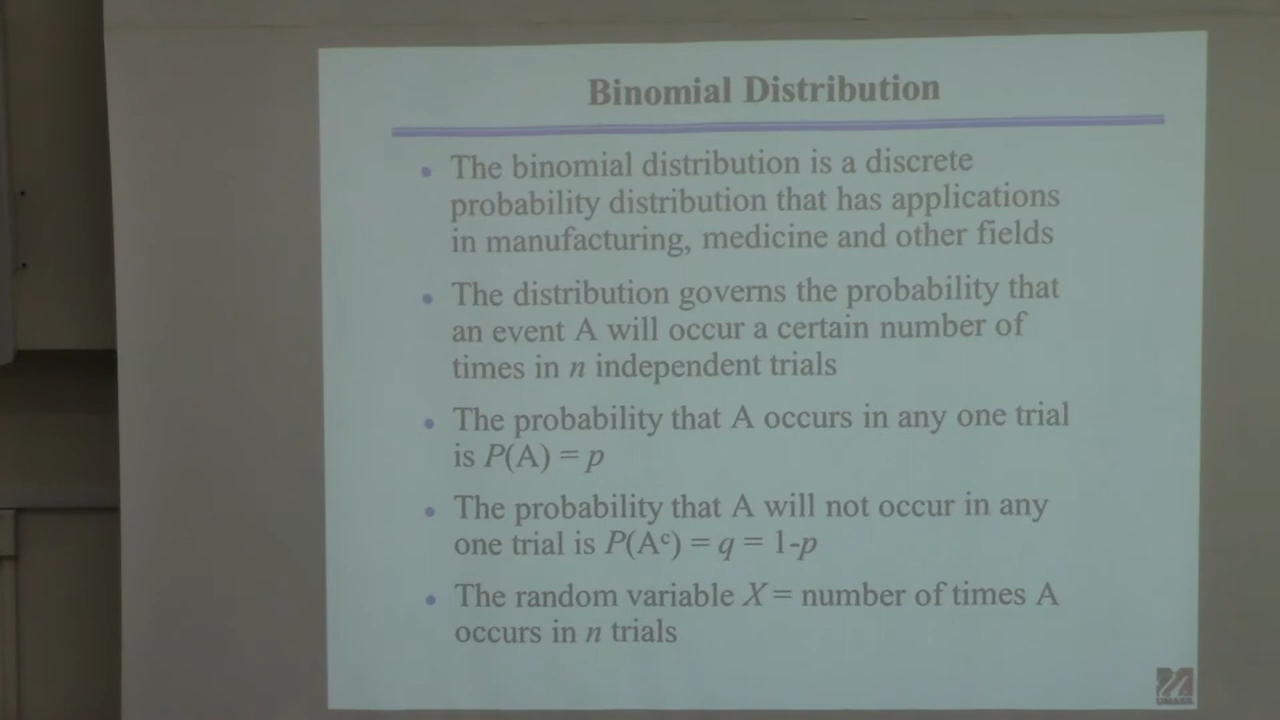 Binomial Distribution
• The binomial distribution is a discrete
probability distribution that has applications
in manufacturing, medicine and other fields
• The distribution governs the probability that
an event A will occur a certain number of
times in n independent trials
• The probability that A occurs in any one trial
is P(A) = p
• The probability that A will not occur in any
one trial is P(Aᶜ) = q = 1-p
• The random variable X = number of times A
occurs in n trials
UMASS